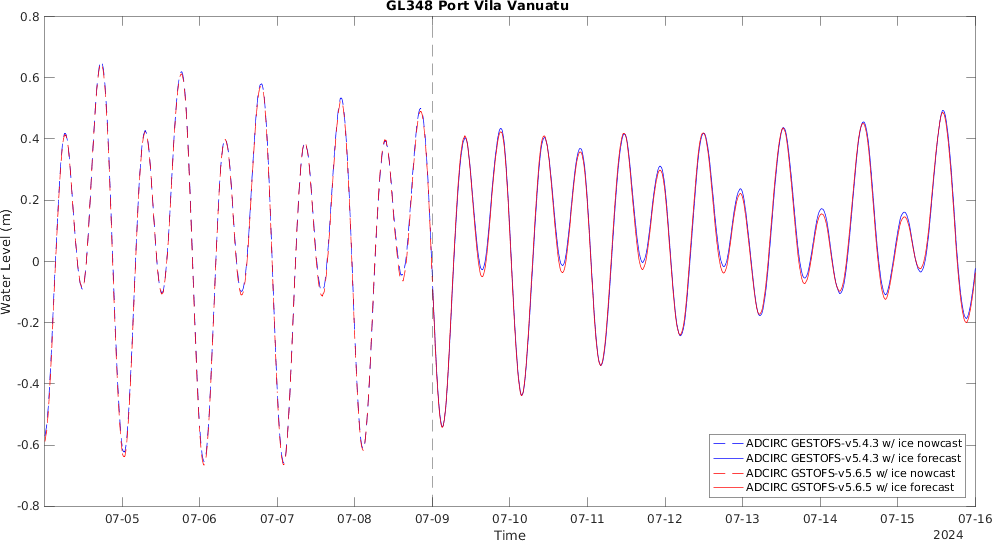 GL348 Port Vila Vanuatu
0.8
0.6
0.4
0.2
0
-0.2
-0.4
-0.6
-0.8
Water Level (m)
ADCIRC GESTOFS-v5.4.3 w/ ice nowcast
ADCIRC GESTOFS-v5.4.3 w/ ice forecast
ADCIRC GSTOFS-v5.6.5 w/ ice nowcast
ADCIRC GSTOFS-v5.6.5 w/ ice forecast
07-05 07-06 07-07 07-08 07-09 07-10 07-11 07-12 07-13 07-14 07-15 07-16
Time
2024